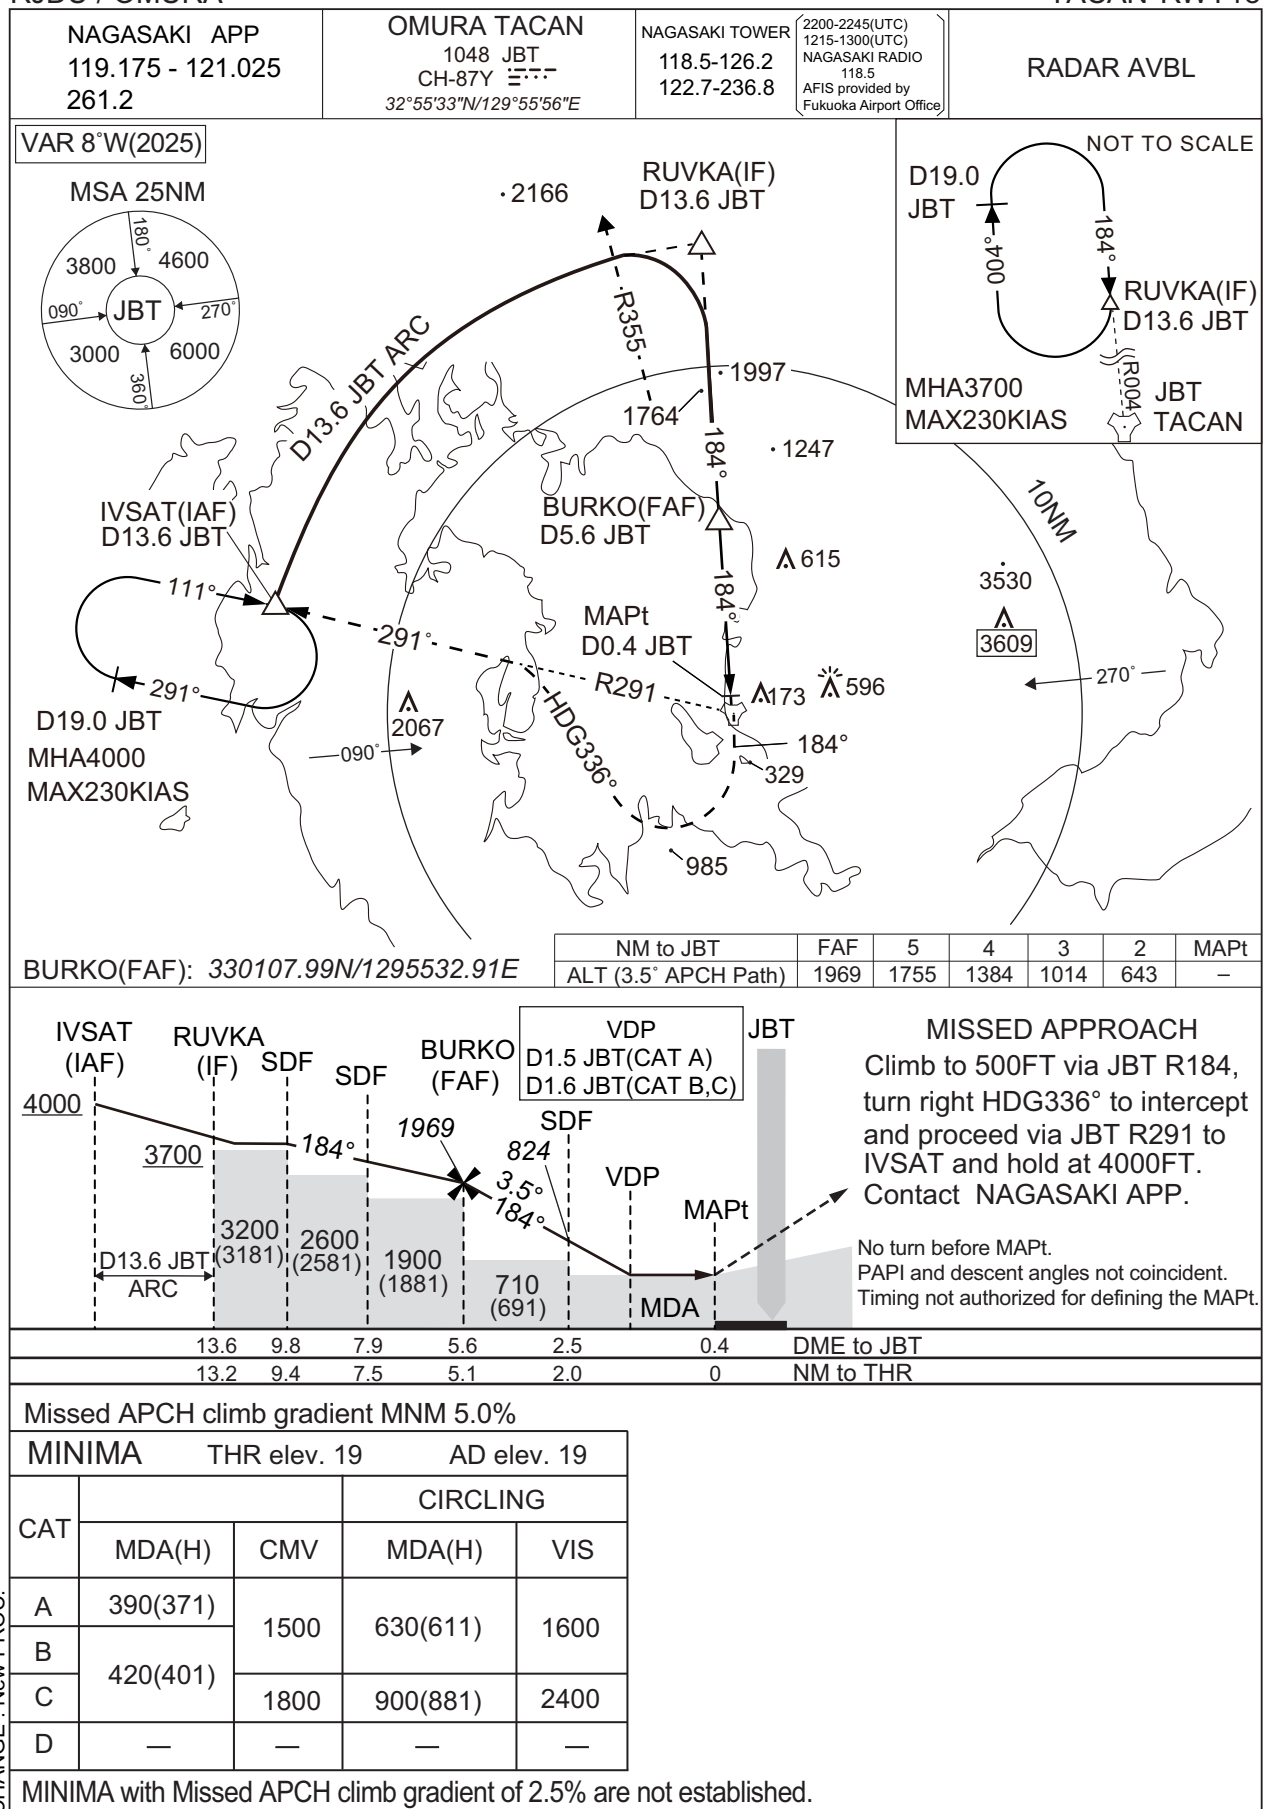 NAGASAKI APP
119.175 - 121.025
261.2
OMURA TACAN
1048 JBT
CH-87Y
32°55'33"N/129°55'56"E
NAGASAKI TOWER
118.5-126.2
122.7-236.8
2200-2245(UTC)
1215-1300(UTC)
NAGASAKI RADIO
118.5
AFIS provided by
Fukuoka Airport Office
RADAR AVBL
VAR 8°W(2025)
MSA 25NM
180°
3800
4600
090°
JBT
270°
3000
6000
360°
2166
RUVKA(IF)
D13.6 JBT
NOT TO SCALE
D19.0
JBT
004°
184°
RUVKA(IF)
D13.6 JBT
R004
JBT
TACAN
MHA3700
MAX230KIAS
R355
D13.6 JBT ARC
1997
1764
184°
1247
10NM
IVSAT(IAF)
D13.6 JBT
BURKO(FAF)
D5.6 JBT
615
3530
3609
111°
184°
MAPt
D0.4 JBT
291°
R291
173
596
270°
291°
D19.0 JBT
MHA4000
MAX230KIAS
2067
090°
HDG336°
184°
329
985
BURKO(FAF): 330107.99N/1295532.91E
NM to JBT FAF 5 4 3 2 MAPt
ALT (3.5° APCH Path) 1969 1755 1384 1014 643 –
IVSAT
(IAF)
RUVKA
(IF)
SDF
SDF
BURKO
(FAF)
VDP
D1.5 JBT(CAT A)
D1.6 JBT(CAT B,C)
JBT
SDF
VDP
MAPt
4000
3700
184°
1969
824
3.5°
184°
3200
(3181)
2600
(2581)
1900
(1881)
710
(691)
MDA
D13.6 JBT
ARC
MISSED APPROACH
Climb to 500FT via JBT R184,
turn right HDG336° to intercept
and proceed via JBT R291 to
IVSAT and hold at 4000FT.
Contact NAGASAKI APP.
No turn before MAPt.
PAPI and descent angles not coincident.
Timing not authorized for defining the MAPt.
13.6 9.8 7.9 5.6 2.5 0.4 DME to JBT
13.2 9.4 7.5 5.1 2.0 0 NM to THR
Missed APCH climb gradient MNM 5.0%
MINIMA THR elev. 19 AD elev. 19
CAT
CIRCLING
MDA(H) CMV MDA(H) VIS
A 390(371)
1500 630(611) 1600
B
420(401)
C 1800 900(881) 2400
D — — — —
MINIMA with Missed APCH climb gradient of 2.5% are not established.